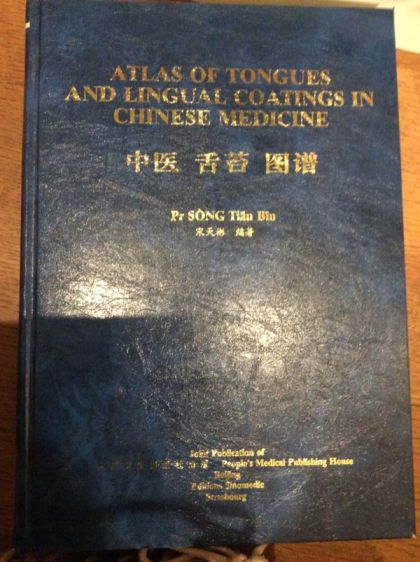 ATLAS OF TONGUES
AND LINGUAL COATINGS IN
CHINESE MEDICINE
中医 舌苔 图谱
Pr SÒNG Tiān Bīn
宋天彬 编著
Joint Publication of
People's Medical Publishing House
Beijing
Editions Sinomedic
Strasbourg